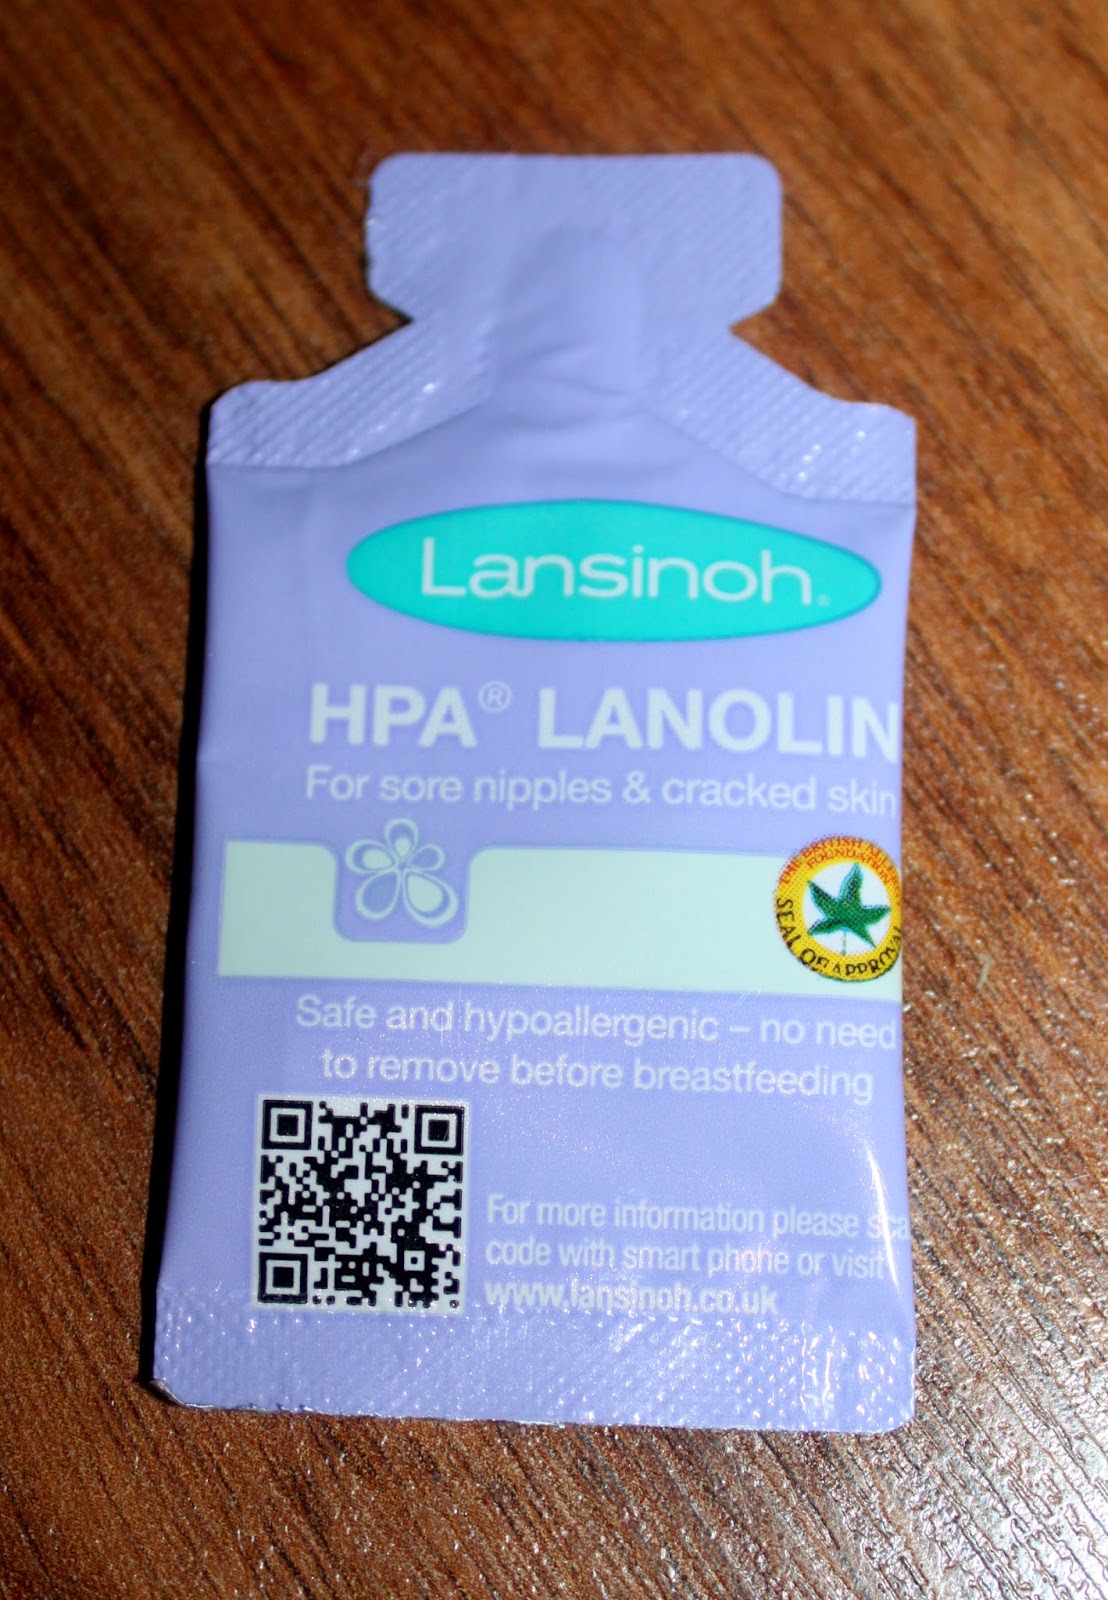 Lansinoh®
HPA® LANOLIN
For sore nipples & cracked skin
FOUNDATION
SEAL OF APPROVAL
Safe and hypoallergenic – no need
to remove before breastfeeding
For more information please
code with smart phone or visit
www.lansinoh.co.uk